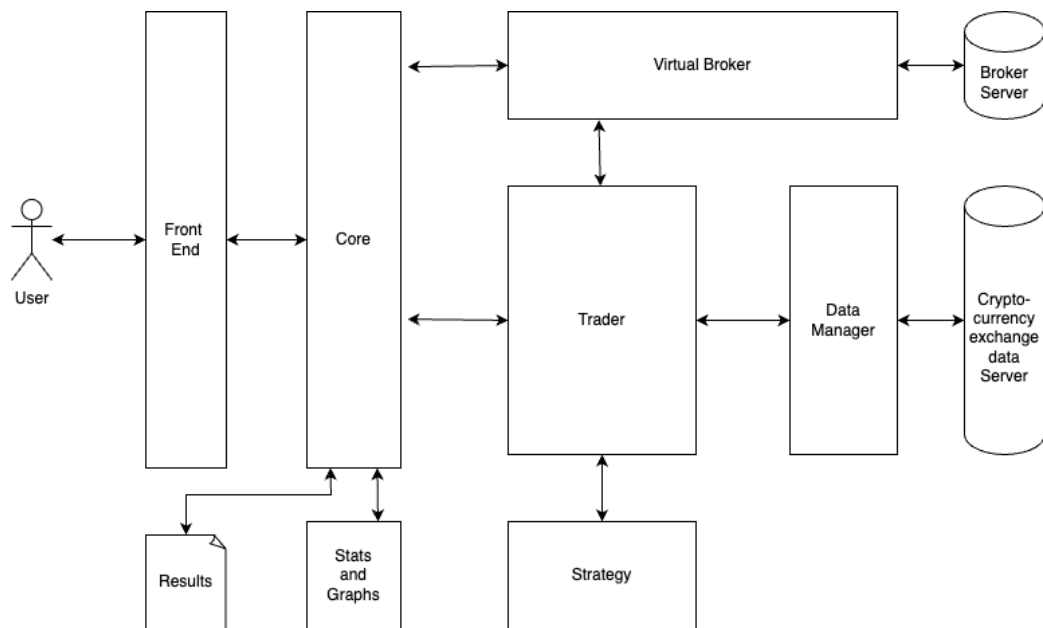 Virtual Broker
Broker
Server
User
Front
End
Core
Trader
Data
Manager
Crypto-
currency
exchange
data
Server
Results
Stats
and
Graphs
Strategy